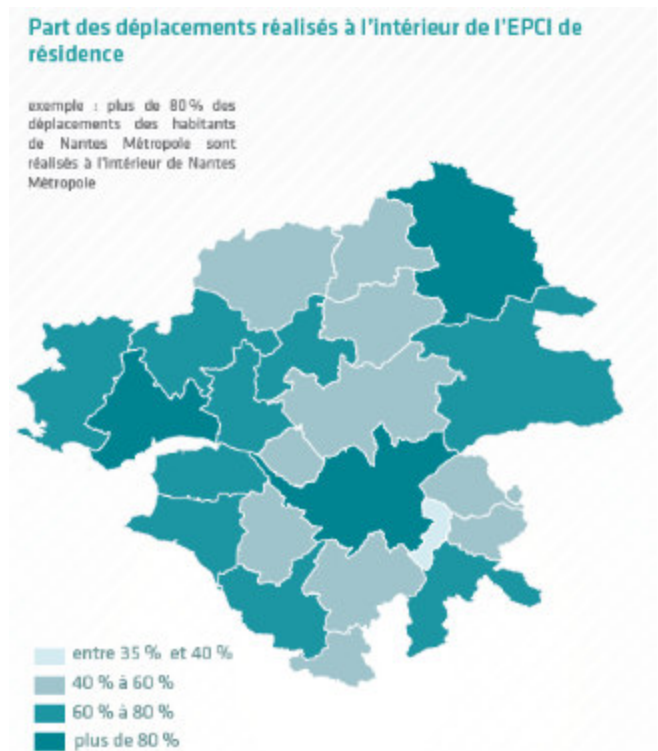 Part des déplacements réalisés à l'intérieur de l'EPCI de
résidence
exemple : plus de 80 % des
déplacements des habitants
de Nantes Métropole sont
réalisés à l'intérieur de Nantes
Métropole
entre 35 % et 40 %
40 % à 60 %
60 % à 80 %
plus de 80 %